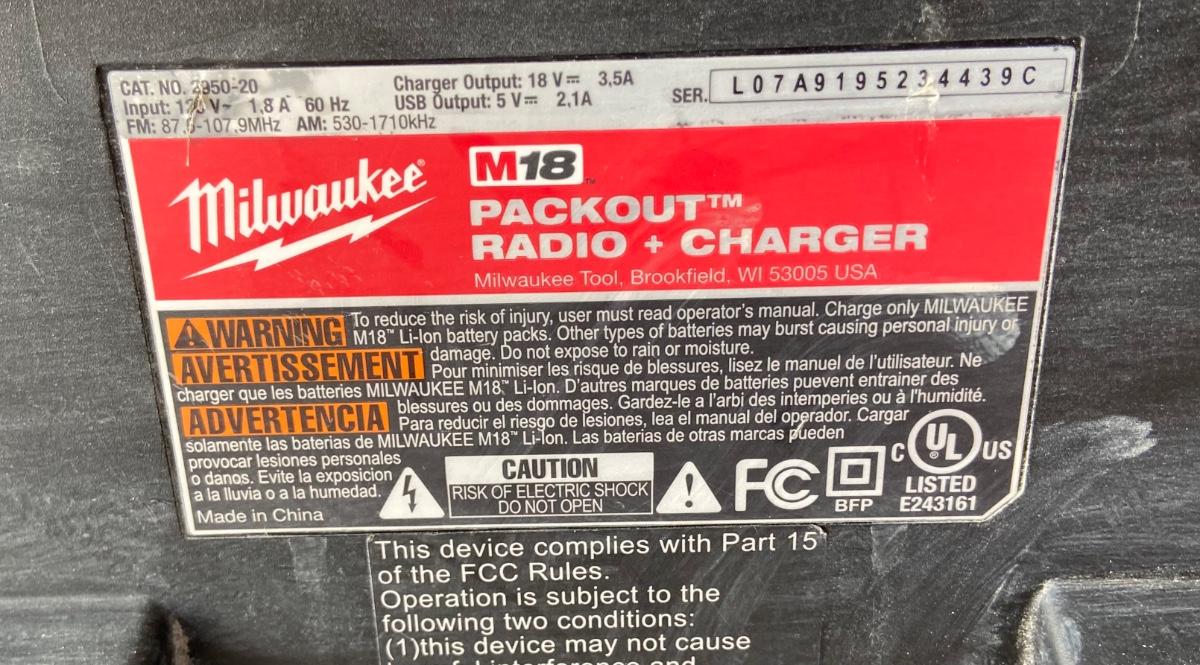 CAT. NO. 2950-20
Input: 120 V~ 1,8 A 60 Hz
FM: 87,5-107,9MHz AM: 530-1710kHz
Charger Output: 18 V⎓ 3,5A
USB Output: 5 V⎓ 2,1A
SER. L07A9195234439C
Milwaukee®
M18™
PACKOUT™
RADIO + CHARGER
Milwaukee Tool, Brookfield, WI 53005 USA
WARNING To reduce the risk of injury, user must read operator's manual. Charge only MILWAUKEE
M18™ Li-Ion battery packs. Other types of batteries may burst causing personal injury or
damage. Do not expose to rain or moisture.
AVERTISSEMENT Pour minimiser les risque de blessures, lisez le manuel de l'utilisateur. Ne
charger que les batteries MILWAUKEE M18™ Li-Ion. D'autres marques de batteries puevent entrainer des
blessures ou des dommages. Gardez-le a l'arbi des intemperies ou à l'humidité.
ADVERTENCIA Para reducir el riesgo de lesiones, lea el manual del operador. Cargar
solamente las baterias de MILWAUKEE M18™ Li-Ion. Las baterias de otras marcas pueden
provocar lesiones personales
o danos. Evite la exposicion
a la lluvia o a la humedad.
Made in China
CAUTION
RISK OF ELECTRIC SHOCK
DO NOT OPEN
FC
BFP
C UL® US
LISTED
E243161
This device complies with Part 15
of the FCC Rules.
Operation is subject to the
following two conditions:
(1)this device may not cause